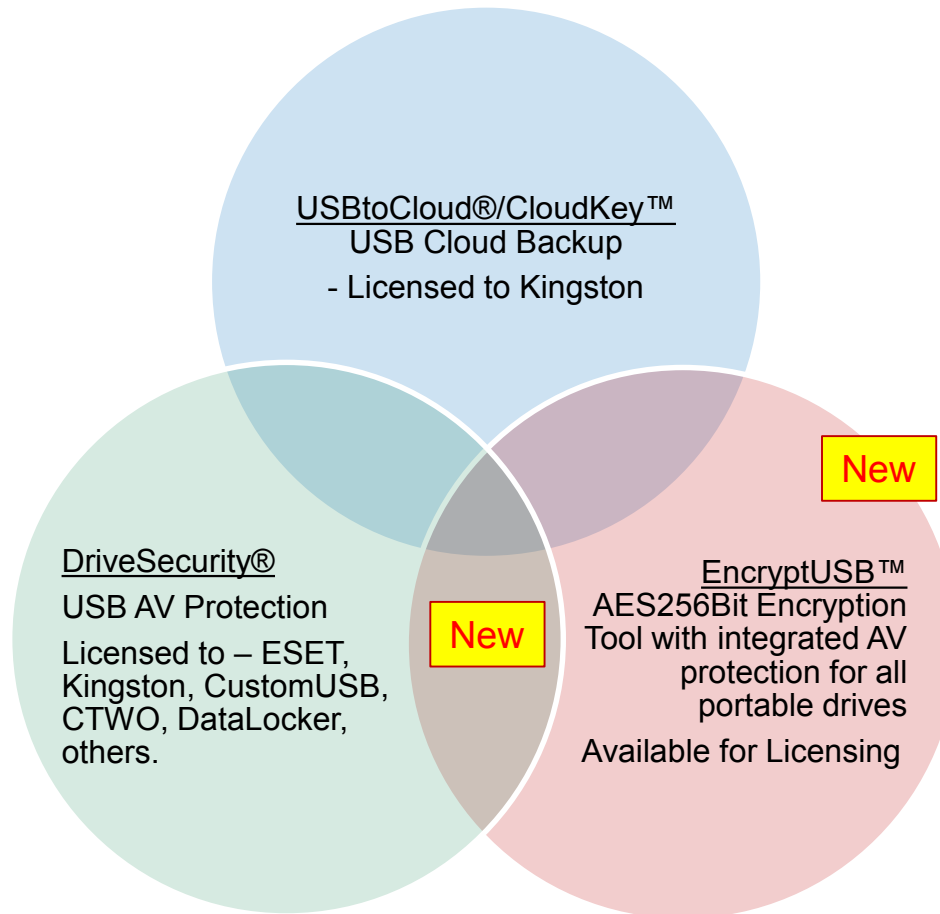 USBtoCloud®/CloudKey™
USB Cloud Backup
- Licensed to Kingston
New
DriveSecurity®
USB AV Protection
Licensed to – ESET,
Kingston, CustomUSB,
CTWO, DataLocker,
others.
New
EncryptUSB™
AES256Bit Encryption
Tool with integrated AV
protection for all
portable drives
Available for Licensing